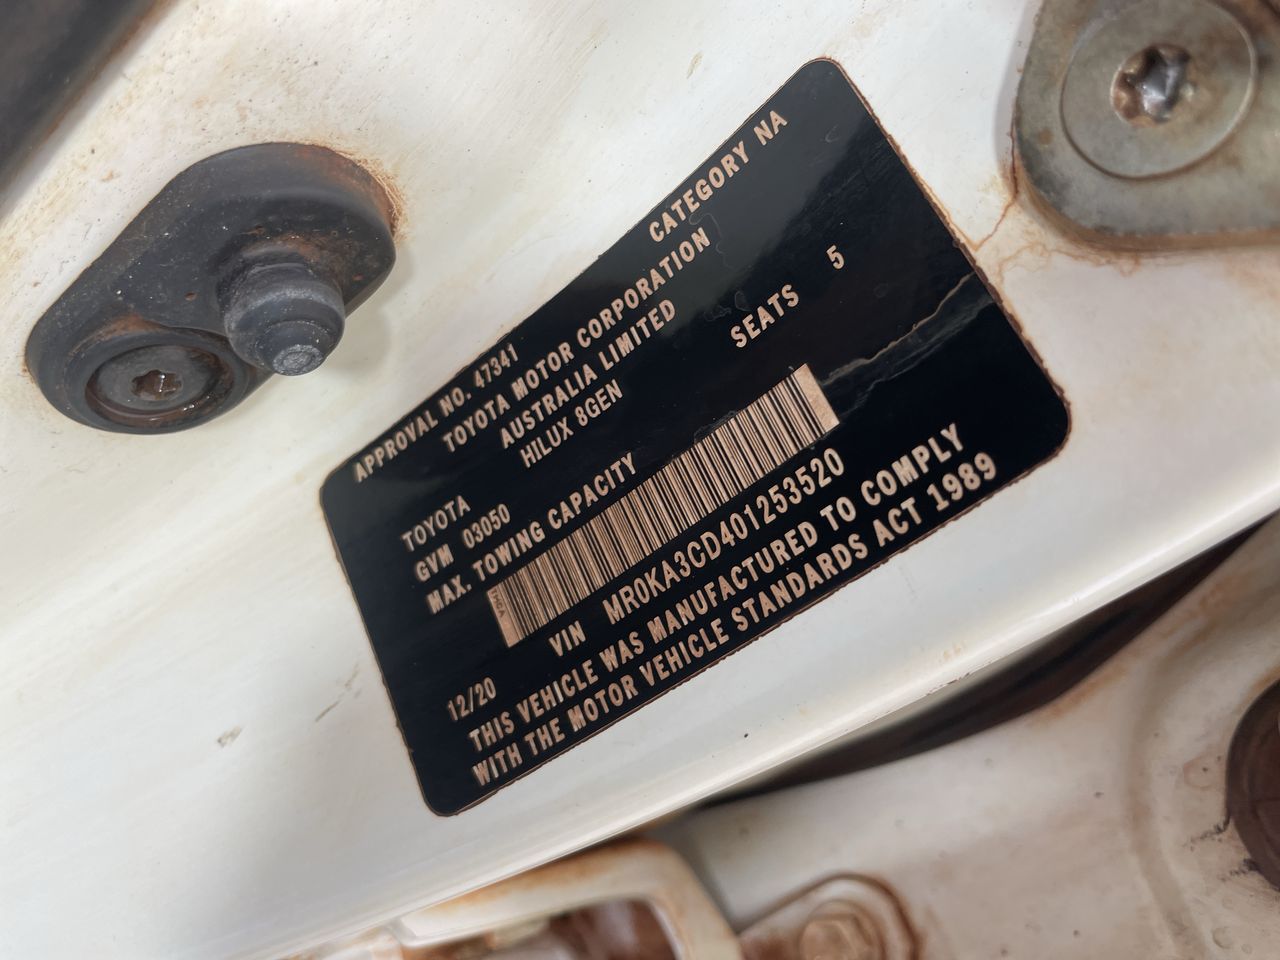 APPROVAL NO. 47341 CATEGORY NA
TOYOTA MOTOR CORPORATION
AUSTRALIA LIMITED
TOYOTA HILUX 8GEN
GVM 03050 SEATS 5
MAX. TOWING CAPACITY
12/20 VIN MR0KA3CD401253520
THIS VEHICLE WAS MANUFACTURED TO COMPLY
WITH THE MOTOR VEHICLE STANDARDS ACT 1989